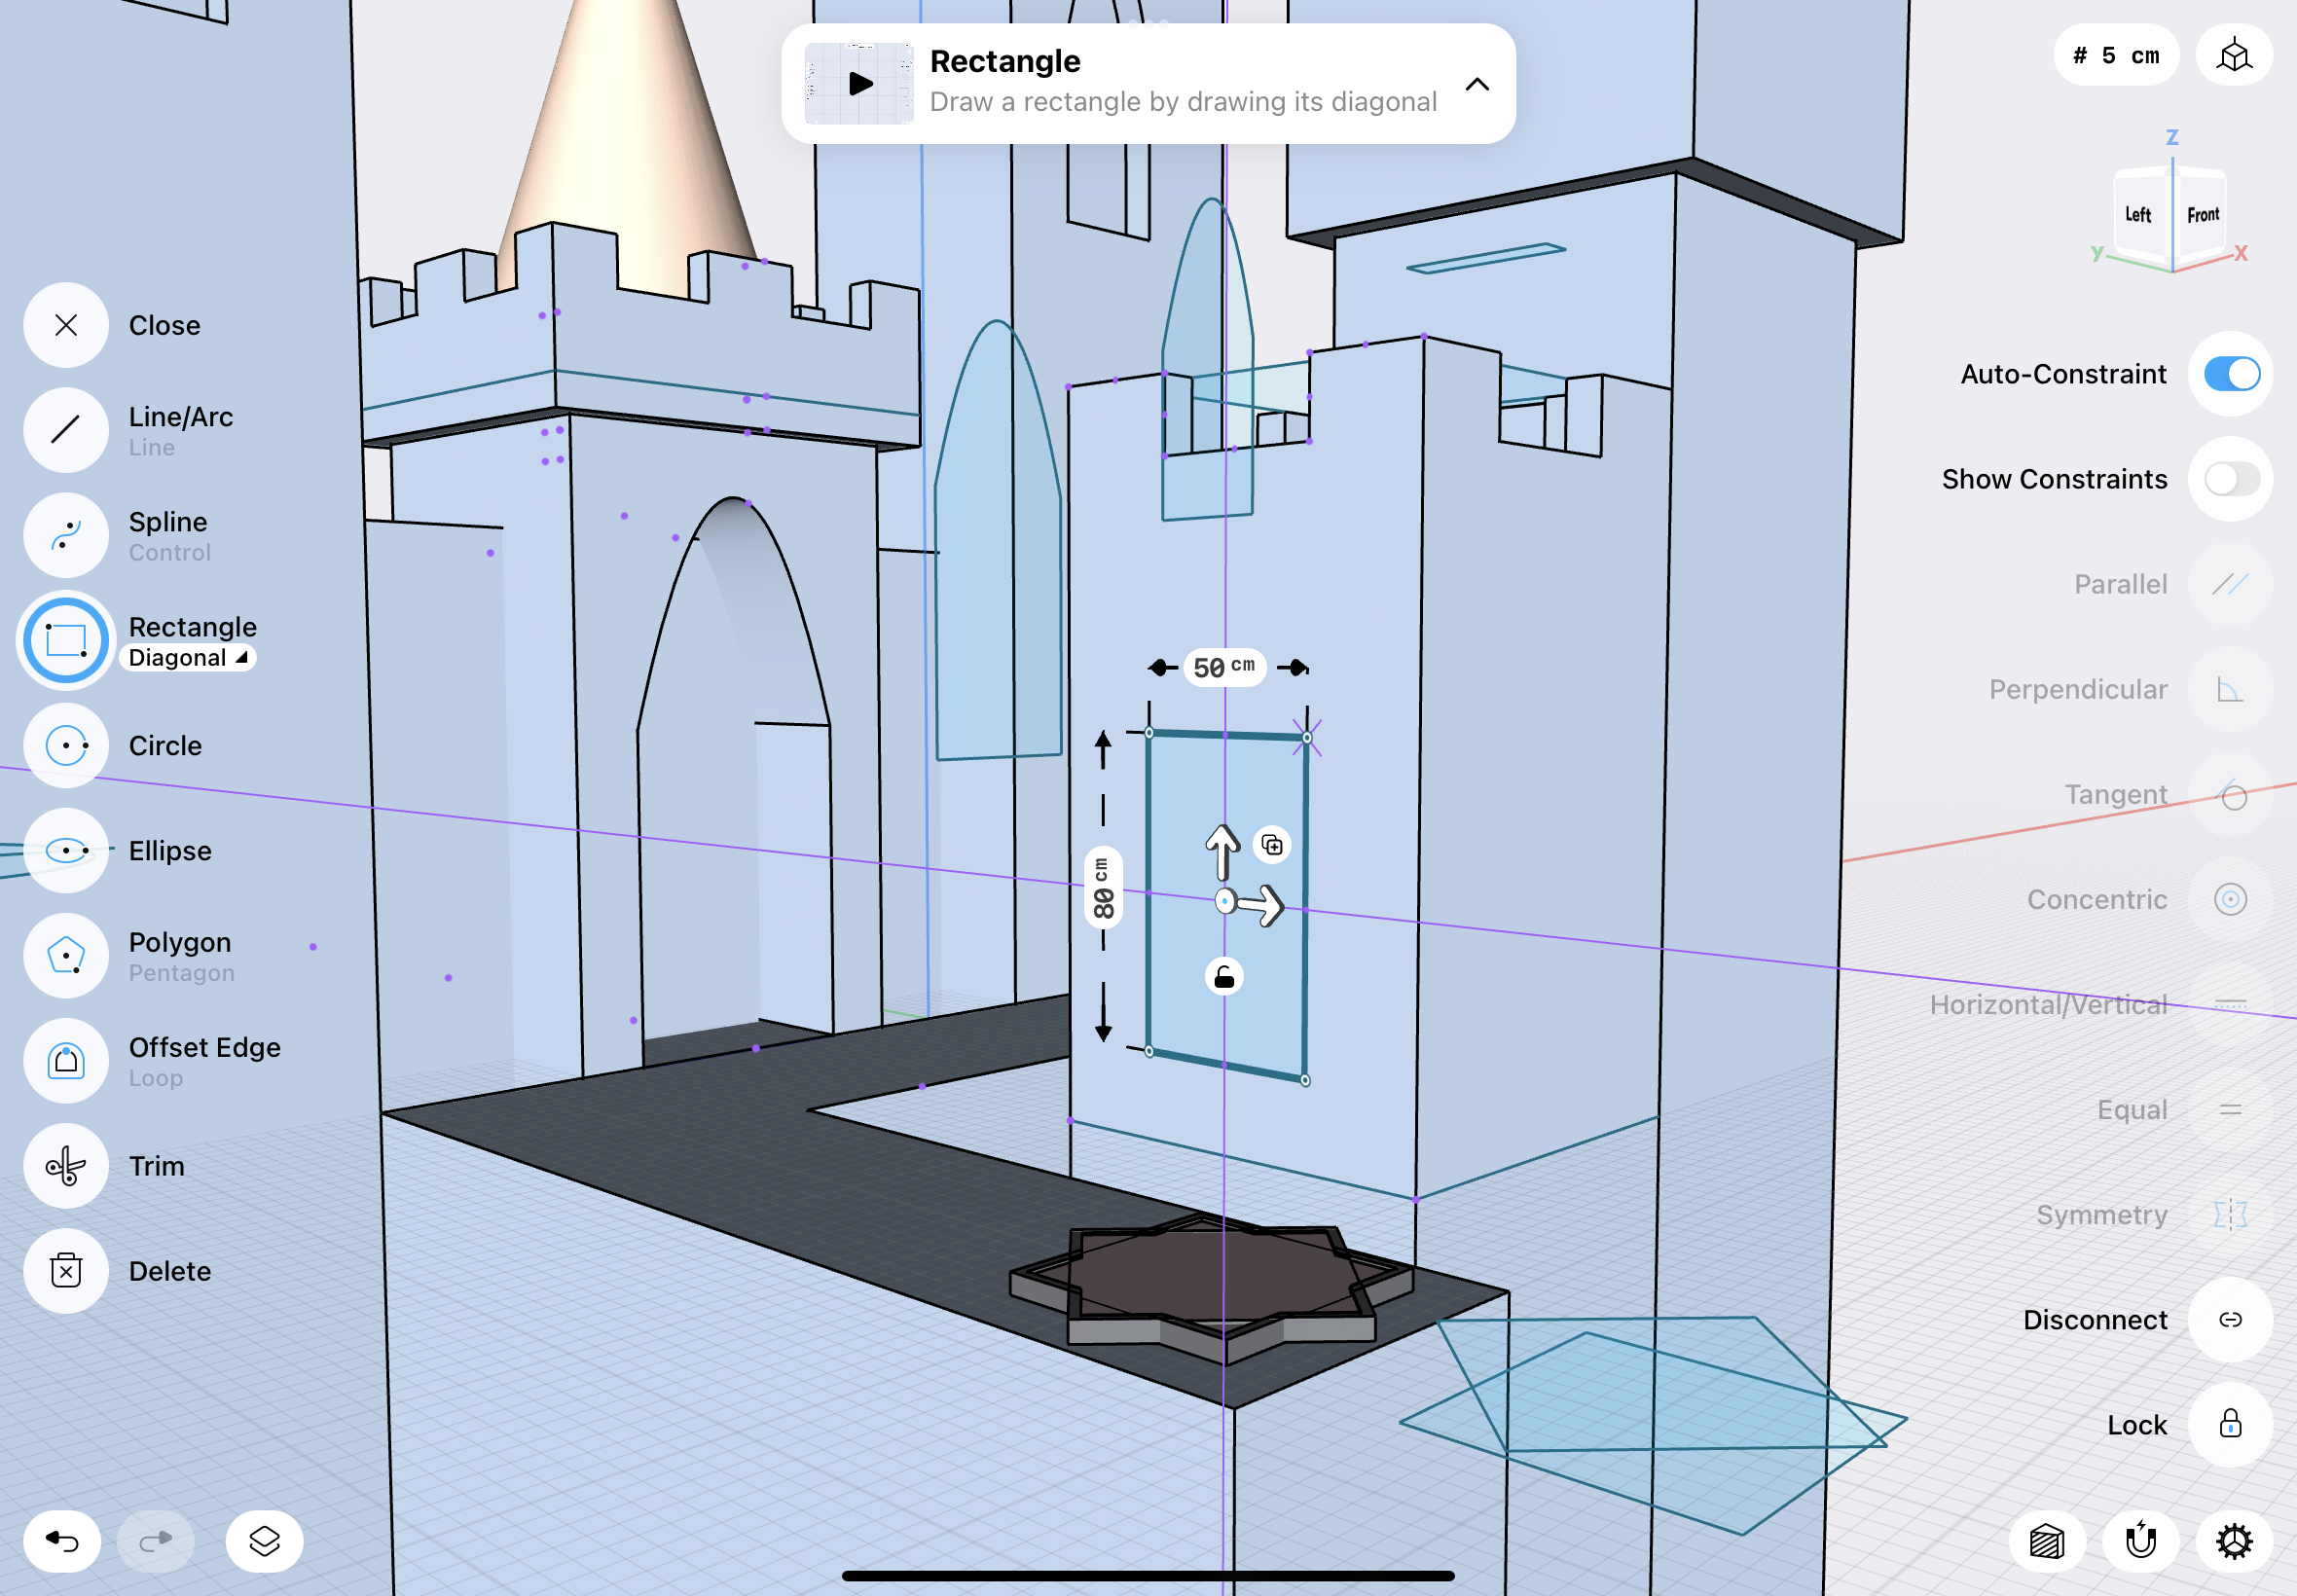 Rectangle
Draw a rectangle by drawing its diagonal
# 5 cm
Z
Left
Front
Y
X
Close
Line/Arc
Line
Spline
Control
Rectangle
Diagonal
Circle
Ellipse
Polygon
Pentagon
Offset Edge
Loop
Trim
Delete
50 cm
80 cm
Auto-Constraint
Show Constraints
Parallel
Perpendicular
Tangent
Concentric
Horizontal/Vertical
Equal
Symmetry
Disconnect
Lock